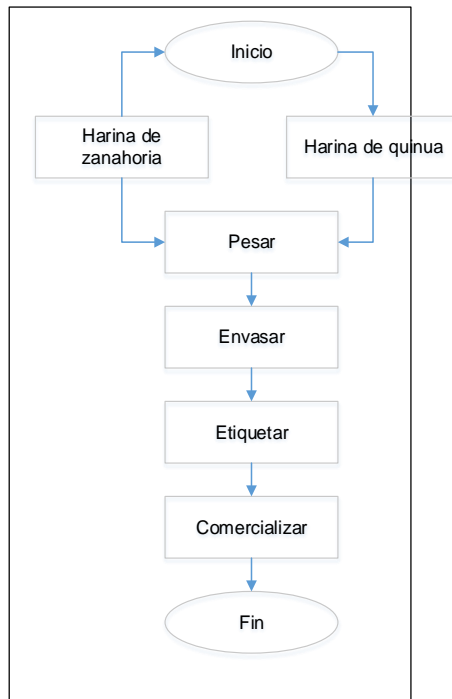 Inicio
Harina de
zanahoria
Harina de quinua
Pesar
Envasar
Etiquetar
Comercializar
Fin